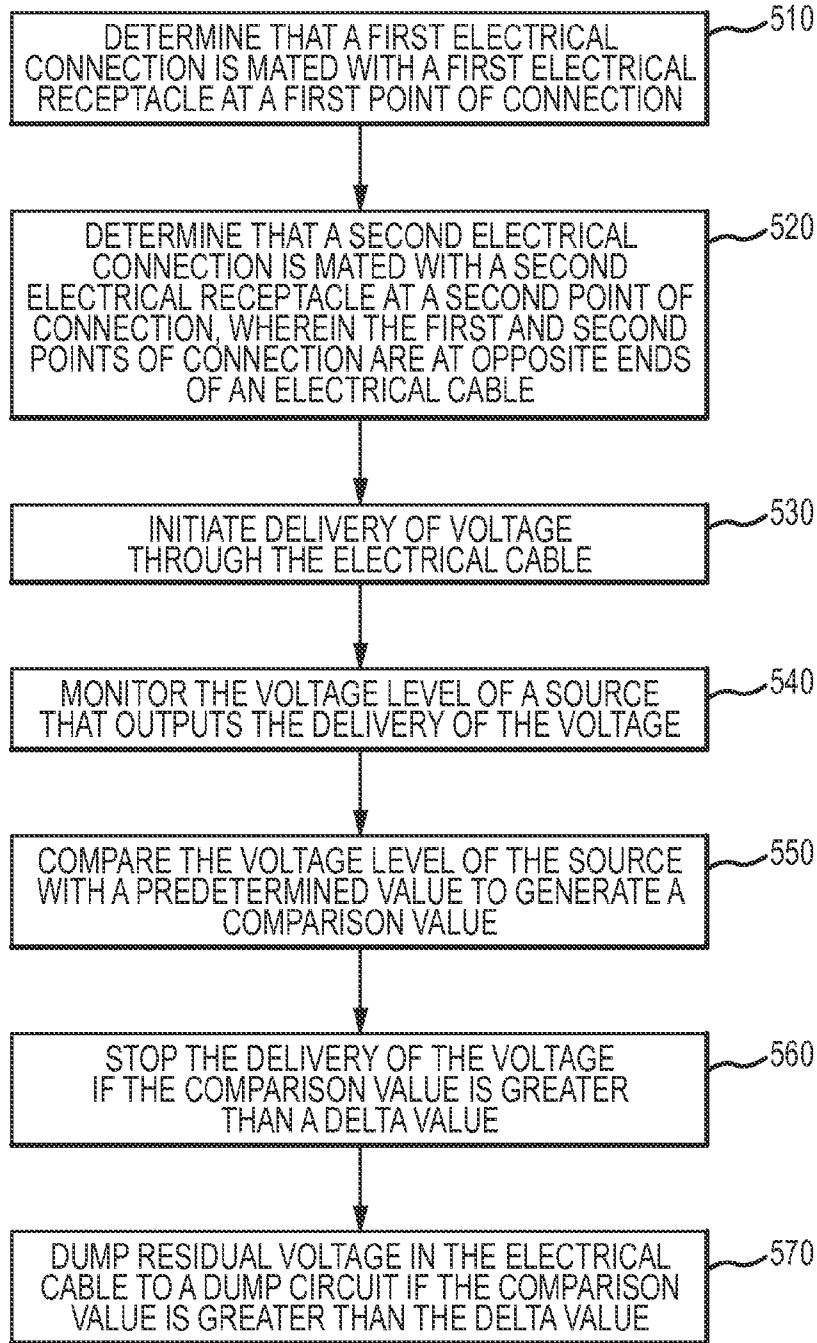 DETERMINE THAT A FIRST ELECTRICAL
CONNECTION IS MATED WITH A FIRST ELECTRICAL
RECEPTACLE AT A FIRST POINT OF CONNECTION
510
DETERMINE THAT A SECOND ELECTRICAL
CONNECTION IS MATED WITH A SECOND
ELECTRICAL RECEPTACLE AT A SECOND POINT OF
CONNECTION, WHEREIN THE FIRST AND SECOND
POINTS OF CONNECTION ARE AT OPPOSITE ENDS
OF AN ELECTRICAL CABLE
520
INITIATE DELIVERY OF VOLTAGE
THROUGH THE ELECTRICAL CABLE
530
MONITOR THE VOLTAGE LEVEL OF A SOURCE
THAT OUTPUTS THE DELIVERY OF THE VOLTAGE
540
COMPARE THE VOLTAGE LEVEL OF THE SOURCE
WITH A PREDETERMINED VALUE TO GENERATE A
COMPARISON VALUE
550
STOP THE DELIVERY OF THE VOLTAGE
IF THE COMPARISON VALUE IS GREATER
THAN A DELTA VALUE
560
DUMP RESIDUAL VOLTAGE IN THE ELECTRICAL
CABLE TO A DUMP CIRCUIT IF THE COMPARISON
VALUE IS GREATER THAN THE DELTA VALUE
570